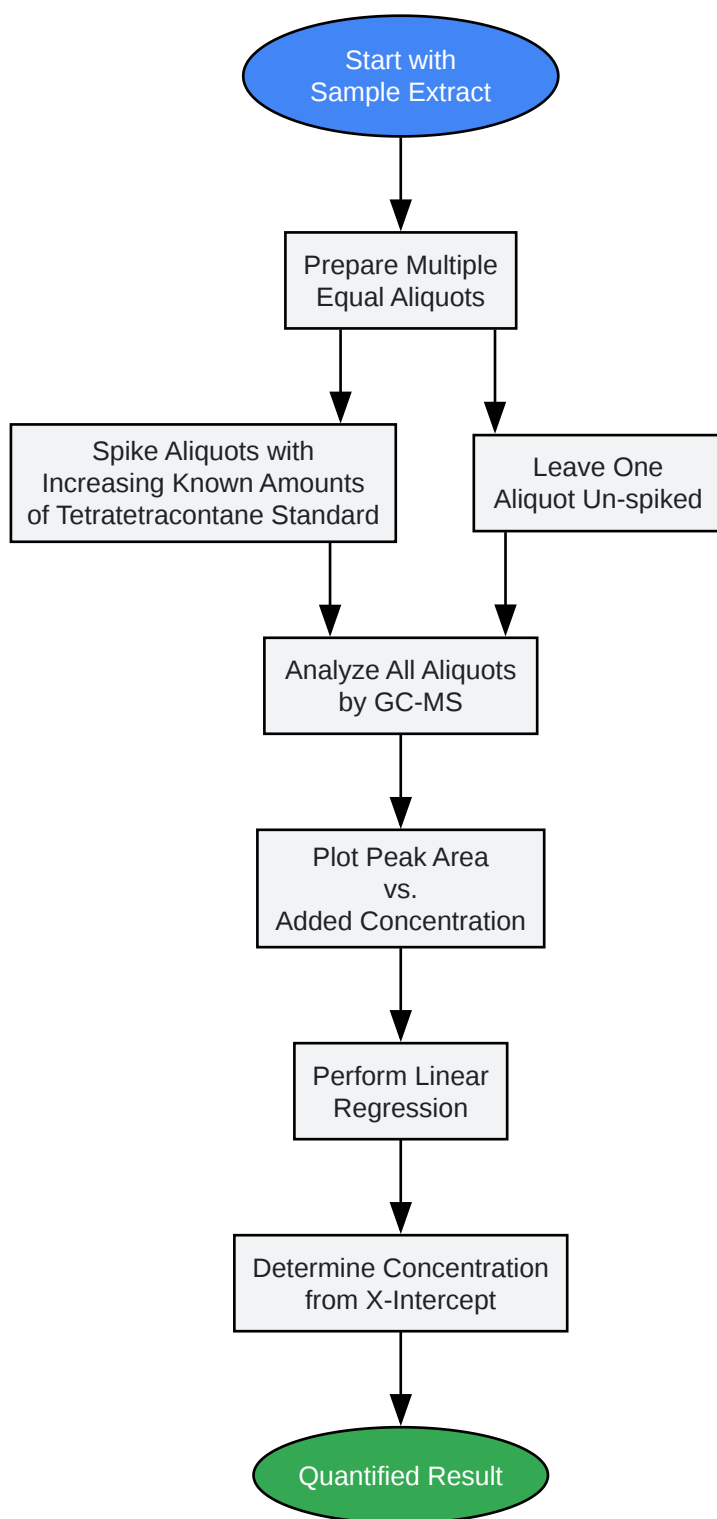 Start with
Sample Extract
Prepare Multiple
Equal Aliquots
Spike Aliquots with
Increasing Known Amounts
of Tetratetracontane Standard
Leave One
Aliquot Un-spiked
Analyze All Aliquots
by GC-MS
Plot Peak Area
vs.
Added Concentration
Perform Linear
Regression
Determine Concentration
from X-Intercept
Quantified Result